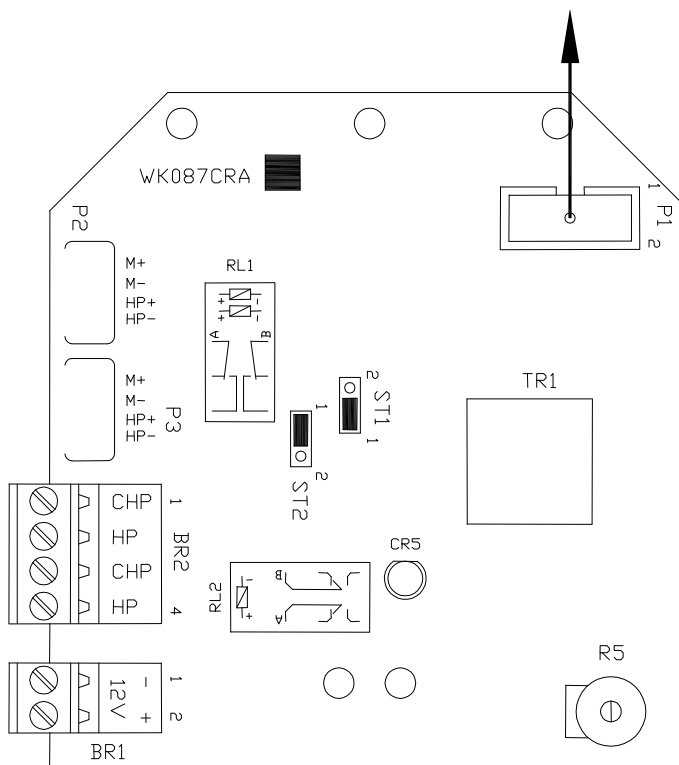 WK087CRA
1
P1
2
P2
M+
M-
HP+
HP-
RL1
+ -
+ -
A B
M+
M-
HP+
HP-
P3
2
ST1
1
1
ST2
2
TR1
CHP 1
HP
CHP
HP 4
BR2
CR5
RL2
- +
B
A
R5
12V
- 1
+ 2
BR1